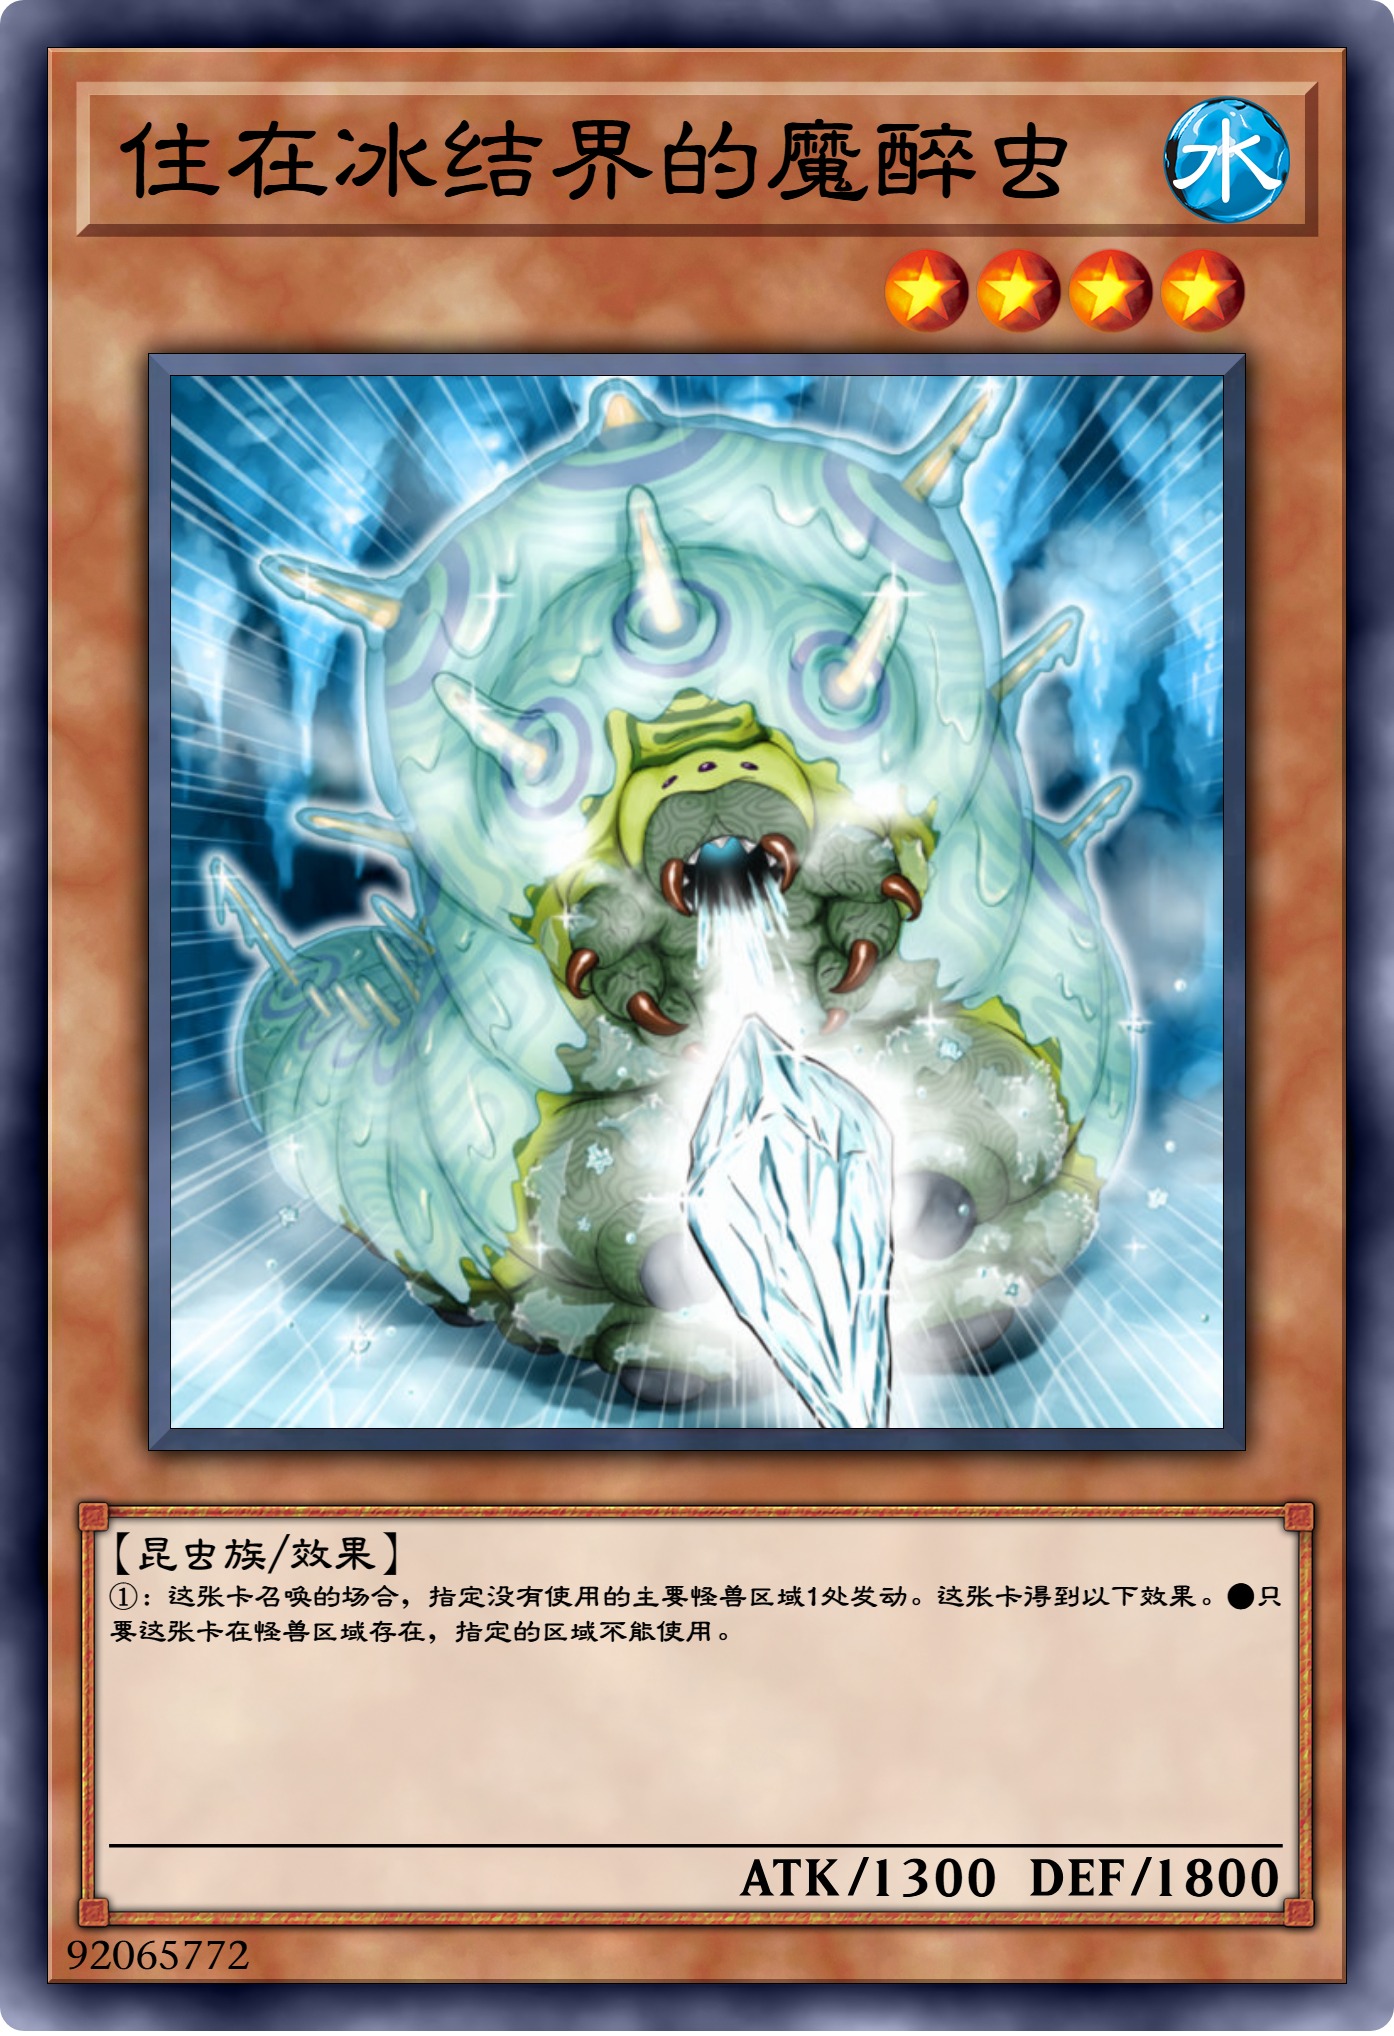 住在冰结界的魔醉虫
水
【昆虫族/效果】
①：这张卡召唤的场合，指定没有使用的主要怪兽区域1处发动。这张卡得到以下效果。●只
要这张卡在怪兽区域存在，指定的区域不能使用。
ATK/1300 DEF/1800
92065772